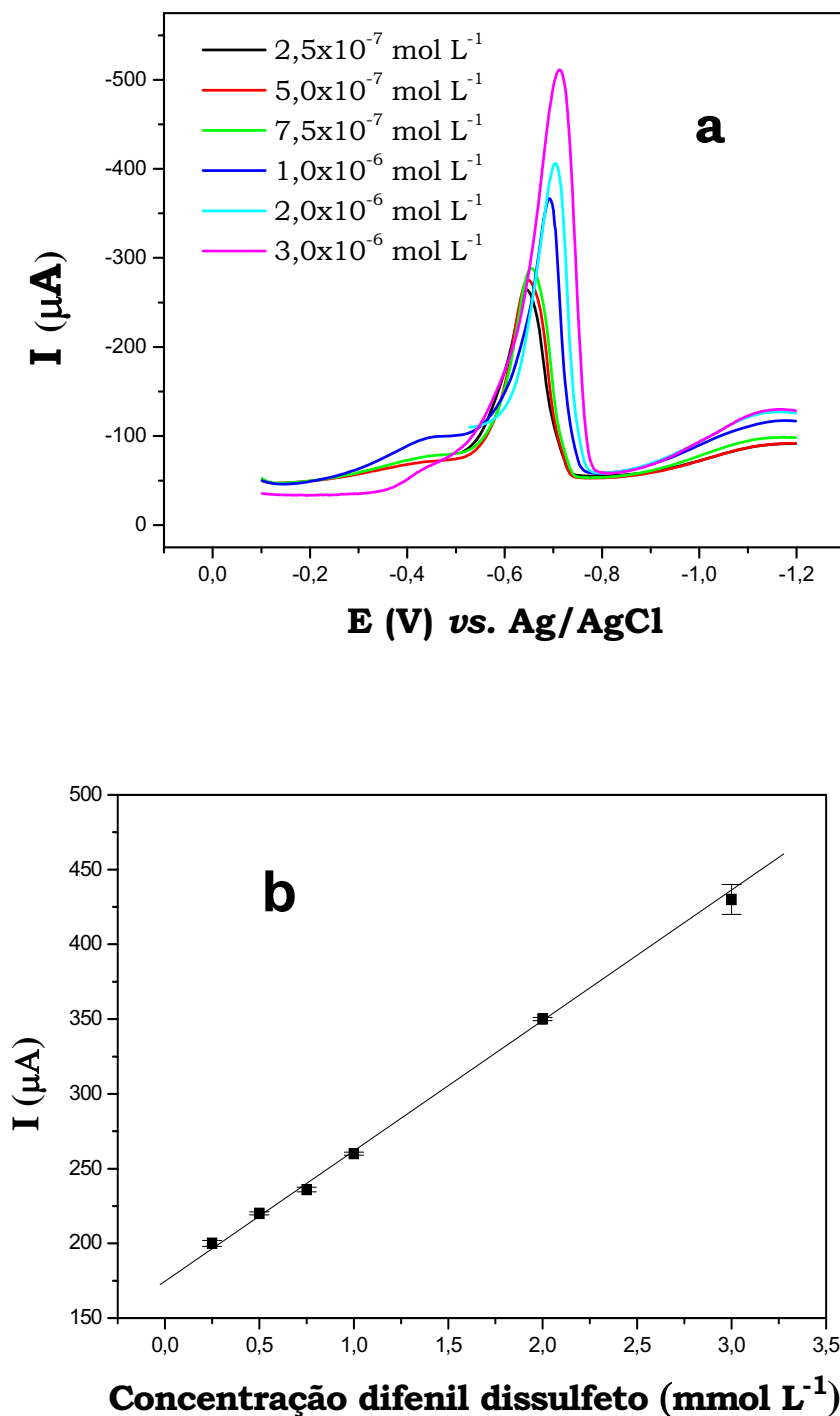 2,5x10⁻⁷ mol L⁻¹
5,0x10⁻⁷ mol L⁻¹
7,5x10⁻⁷ mol L⁻¹
1,0x10⁻⁶ mol L⁻¹
2,0x10⁻⁶ mol L⁻¹
3,0x10⁻⁶ mol L⁻¹
a
-500
-400
-300
-200
-100
0
I (µA)
0,0 -0,2 -0,4 -0,6 -0,8 -1,0 -1,2
E (V) vs. Ag/AgCl
b
500
450
400
350
300
250
200
150
I (µA)
0,0 0,5 1,0 1,5 2,0 2,5 3,0 3,5
Concentração difenil dissulfeto (mmol L⁻¹)